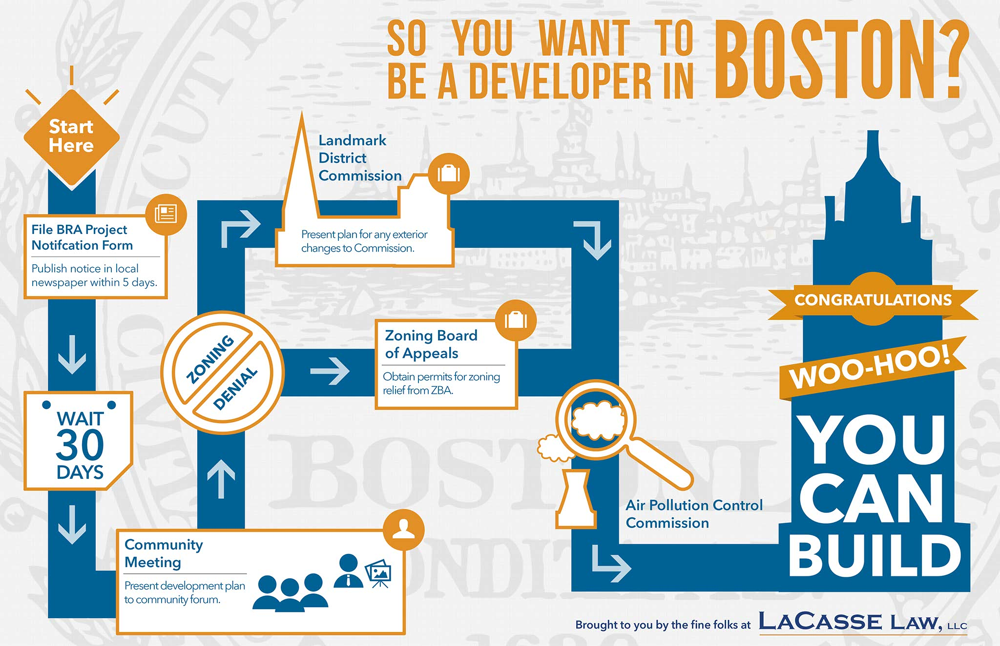 SO YOU WANT TO
BE A DEVELOPER IN
BOSTON?
Start
Here
File BRA Project
Notifcation Form
Publish notice in local
newspaper within 5 days.
WAIT
30
DAYS
Community
Meeting
Present development plan
to community forum.
ZONING
DENIAL
Landmark
District
Commission
Present plan for any exterior
changes to Commission.
Zoning Board
of Appeals
Obtain permits for zoning
relief from ZBA.
Air Pollution Control
Commission
CONGRATULATIONS
WOO-HOO!
YOU
CAN
BUILD
Brought to you by the fine folks at LACASSE LAW, LLC